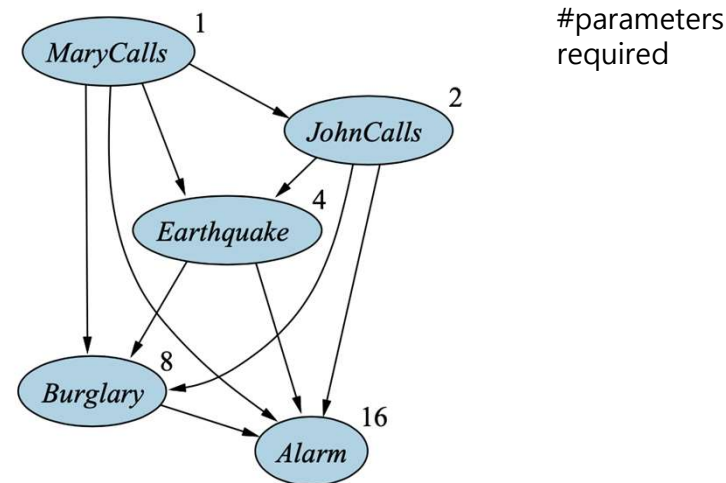 1
#parameters
required
MaryCalls
2
JohnCalls
4
Earthquake
8
Burglary
16
Alarm